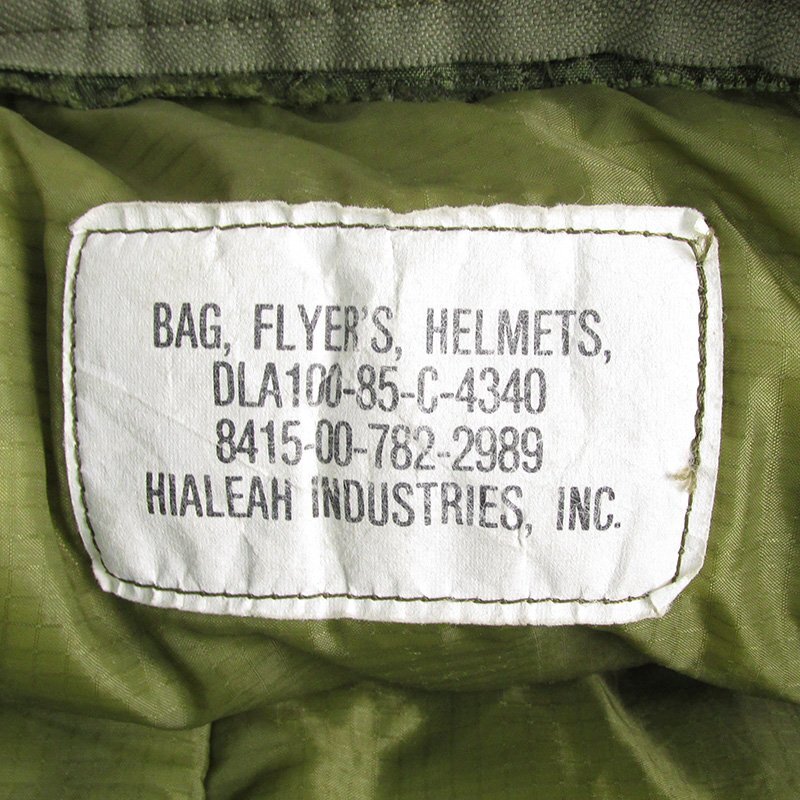 BAG, FLYER'S, HELMETS,
DLA100-85-C-4340
8415-00-782-2989
HIALEAH INDUSTRIES, INC.